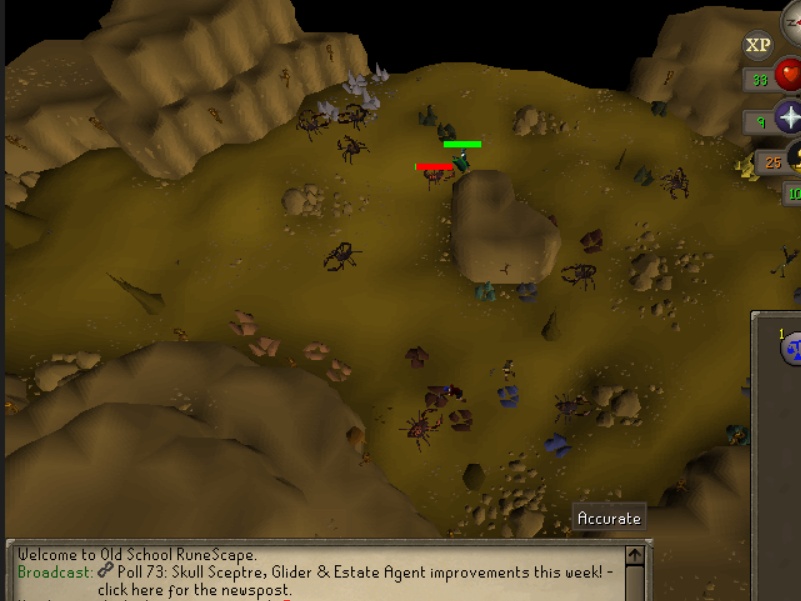 XP
33
9
25
10
1
Accurate
Welcome to Old School RuneScape.
Broadcast: Poll 73: Skull Sceptre, Glider & Estate Agent improvements this week! -
click here for the newspost.